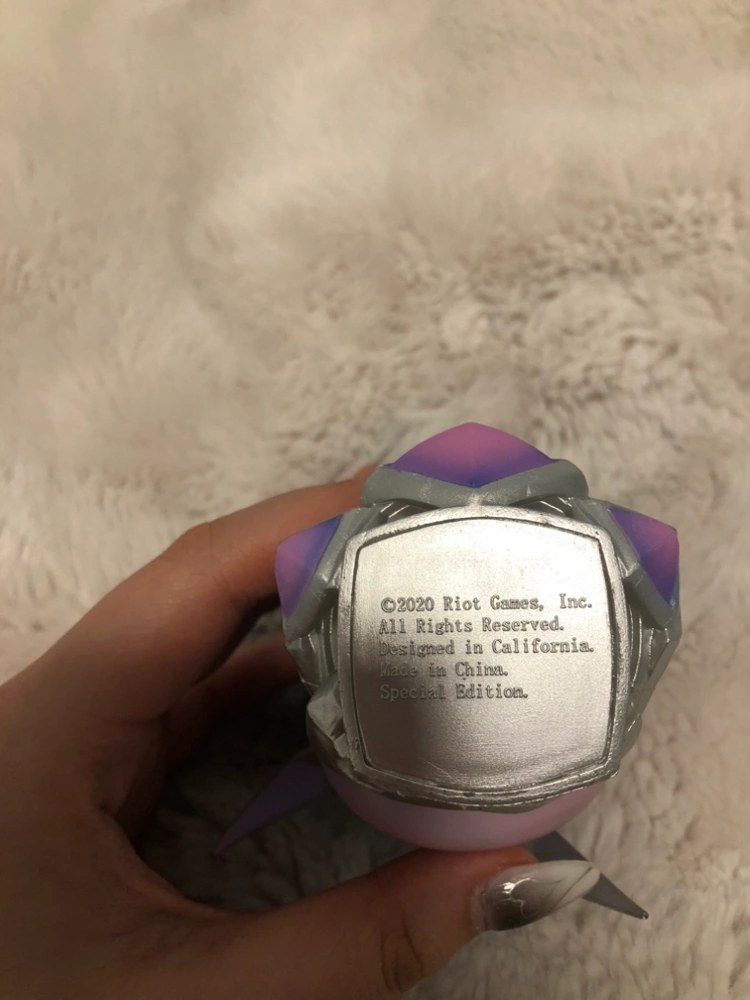 ©2020 Riot Games, Inc.
All Rights Reserved.
Designed in California.
Made in China.
Special Edition.